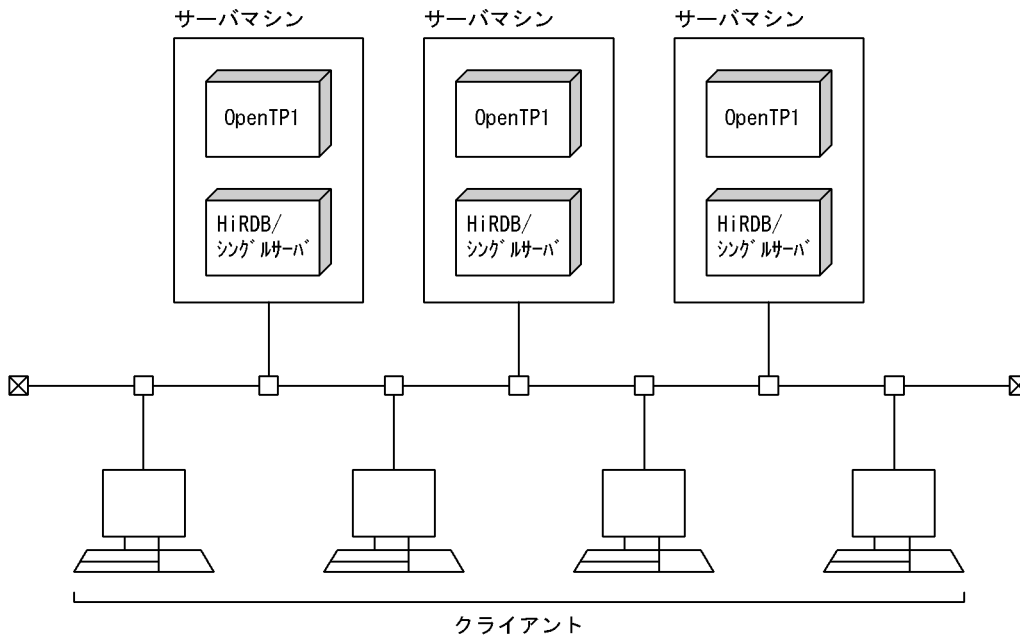 サーバマシン
サーバマシン
サーバマシン
OpenTP1
OpenTP1
OpenTP1
HiRDB/
ｼﾝｸﾞﾙｻｰﾊﾞ
HiRDB/
ｼﾝｸﾞﾙｻｰﾊﾞ
HiRDB/
ｼﾝｸﾞﾙｻｰﾊﾞ
クライアント